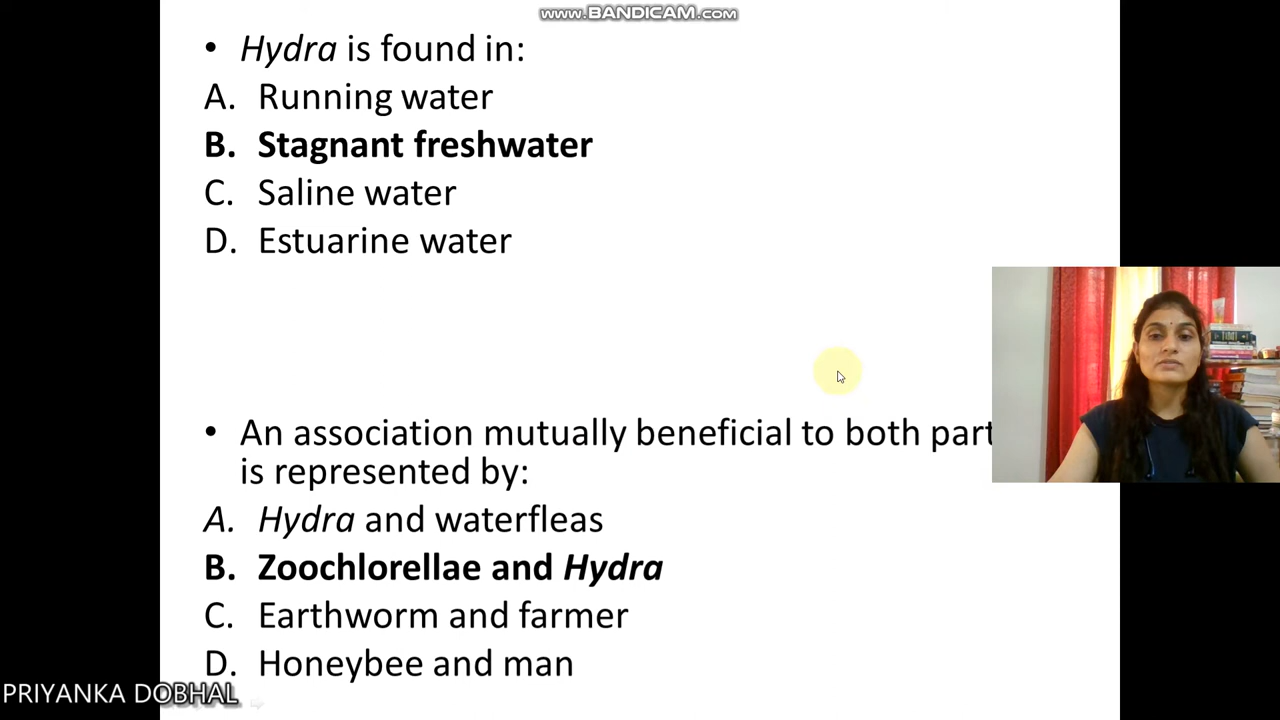 www.BANDICAM.com
• Hydra is found in:
A. Running water
B. Stagnant freshwater
C. Saline water
D. Estuarine water
• An association mutually beneficial to both part
is represented by:
A. Hydra and waterfleas
B. Zoochlorellae and Hydra
C. Earthworm and farmer
D. Honeybee and man
PRIYANKA DOBHAL